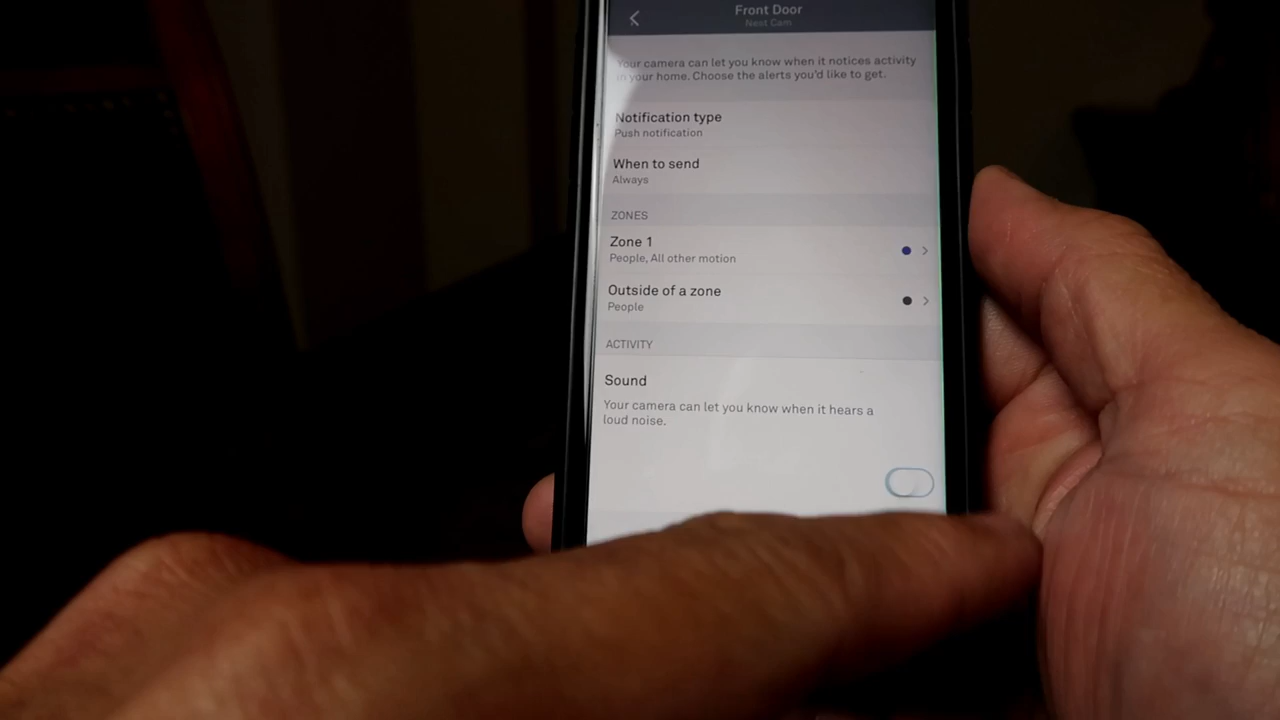 Front Door
Nest Cam
Your camera can let you know when it notices activity
in your home. Choose the alerts you'd like to get.
Notification type
Push notification
When to send
Always
ZONES
Zone 1
People, All other motion
Outside of a zone
People
ACTIVITY
Sound
Your camera can let you know when it hears a
loud noise.